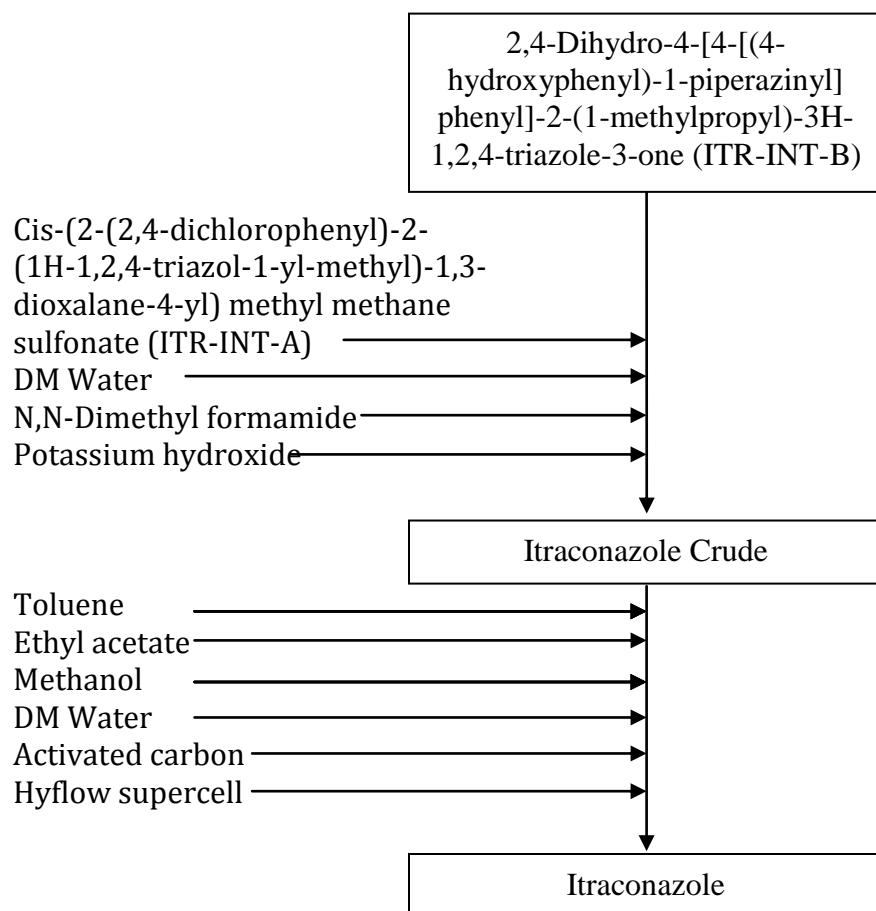 2,4-Dihydro-4-[4-[(4-
hydroxyphenyl)-1-piperazinyl]
phenyl]-2-(1-methylpropyl)-3H-
1,2,4-triazole-3-one (ITR-INT-B)
Cis-(2-(2,4-dichlorophenyl)-2-
(1H-1,2,4-triazol-1-yl-methyl)-1,3-
dioxalane-4-yl) methyl methane
sulfonate (ITR-INT-A)
DM Water
N,N-Dimethyl formamide
Potassium hydroxide
Itraconazole Crude
Toluene
Ethyl acetate
Methanol
DM Water
Activated carbon
Hyflow supercell
Itraconazole